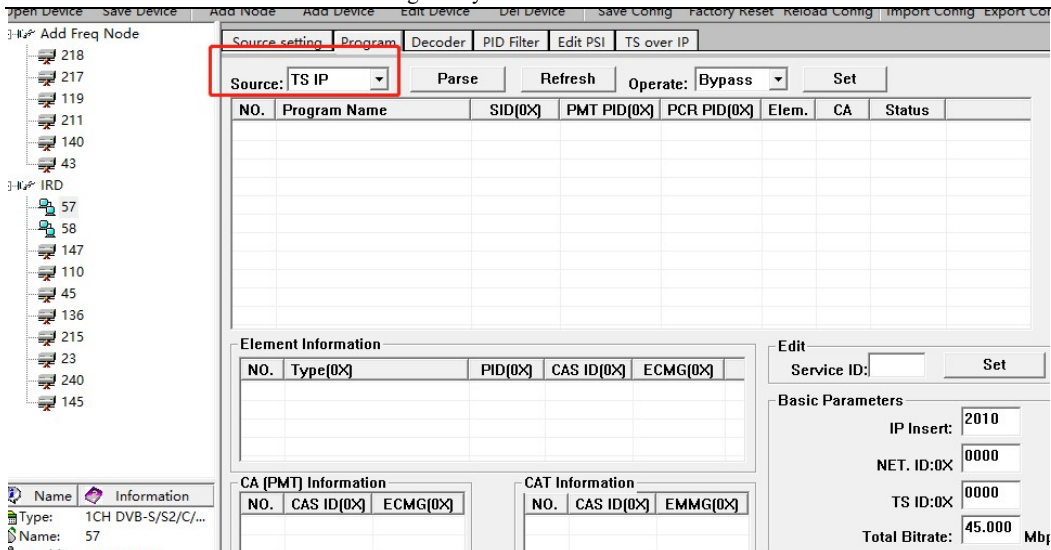 Open Device Save Device Add Node Add Device Edit Device Del Device Save Config Factory Reset Reload Config Import Config Export Con
Add Freq Node
218
217
119
211
140
43
IRD
57
58
147
110
45
136
215
23
240
145
Name Information
Type: 1CH DVB-S/S2/C/...
Name: 57
Source setting Program Decoder PID Filter Edit PSI TS over IP
Source: TS IP Parse Refresh Operate: Bypass Set
NO. Program Name SID(0X) PMT PID(0X) PCR PID(0X) Elem. CA Status
Element Information
NO. Type(0X) PID(0X) CAS ID(0X) ECMG(0X)
CA (PMT) Information
NO. CAS ID(0X) ECMG(0X)
CAT Information
NO. CAS ID(0X) EMMG(0X)
Edit
Service ID: Set
Basic Parameters
IP Insert: 2010
NET. ID:0X 0000
TS ID:0X 0000
Total Bitrate: 45.000 Mbp